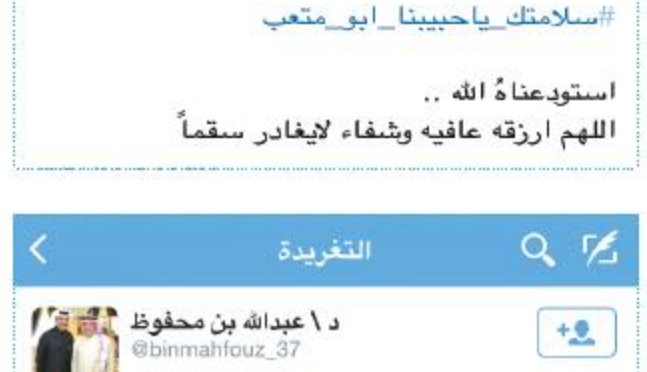 #سلامتك_ياحبيبنا_ابو_متعب
استودعناهُ الله ..
اللهم ارزقه عافيه وشفاء لايغادر سقماً
التغريدة
د \ عبدالله بن محفوظ
@binmahfouz_37